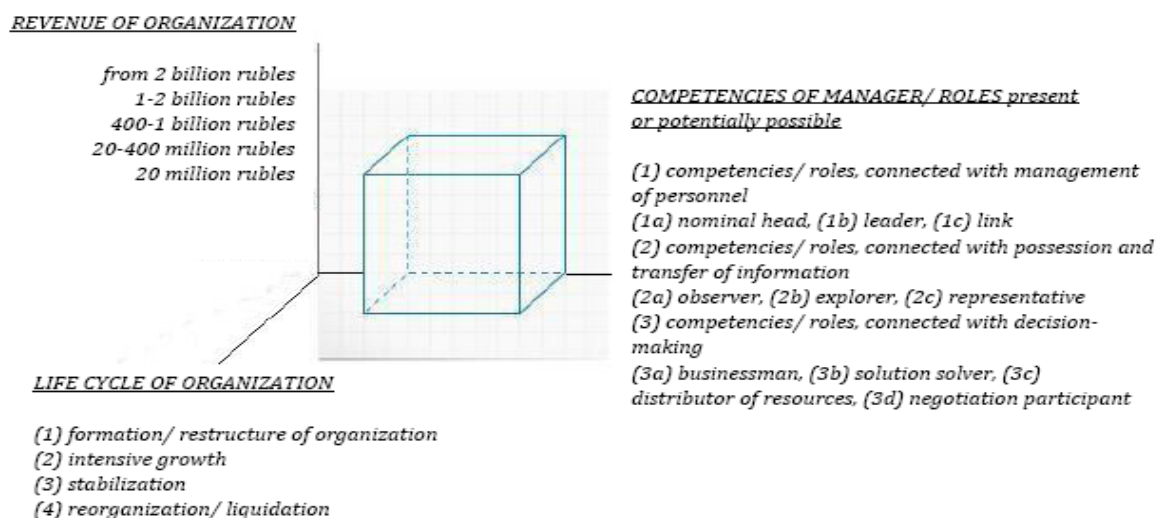 REVENUE OF ORGANIZATION
from 2 billion rubles
1-2 billion rubles
400-1 billion rubles
20-400 million rubles
20 million rubles
COMPETENCIES OF MANAGER/ ROLES present
or potentially possible
(1) competencies/ roles, connected with management
of personnel
(1a) nominal head, (1b) leader, (1c) link
(2) competencies/ roles, connected with possession and
transfer of information
(2a) observer, (2b) explorer, (2c) representative
(3) competencies/ roles, connected with decision-
making
(3a) businessman, (3b) solution solver, (3c)
distributor of resources, (3d) negotiation participant
LIFE CYCLE OF ORGANIZATION
(1) formation/ restructure of organization
(2) intensive growth
(3) stabilization
(4) reorganization/ liquidation